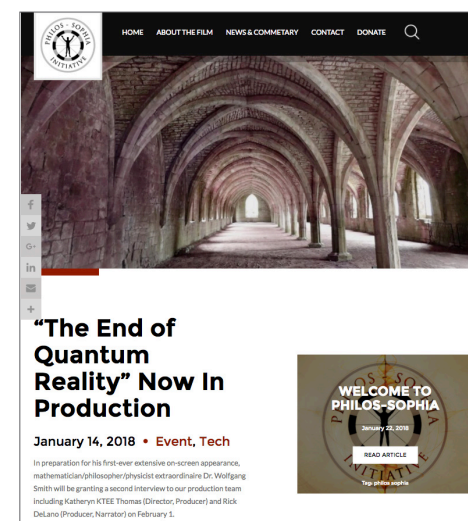 PHILOS - SOPHIA
INITIATIVE
HOME ABOUT THE FILM NEWS & COMMETARY CONTACT DONATE
“The End of
Quantum
Reality” Now In
Production
January 14, 2018 • Event, Tech
In preparation for his first-ever extensive on-screen appearance,
mathematician/philosopher/physicist extraordinaire Dr. Wolfgang
Smith will be granting a second interview to our production team
including Katheryn KTEE Thomas (Director, Producer) and Rick
DeLano (Producer, Narrator) on February 1.
WELCOME TO
PHILOS-SOPHIA
January 22, 2018
READ ARTICLE
INITIATIVE
Tag: philos sophia